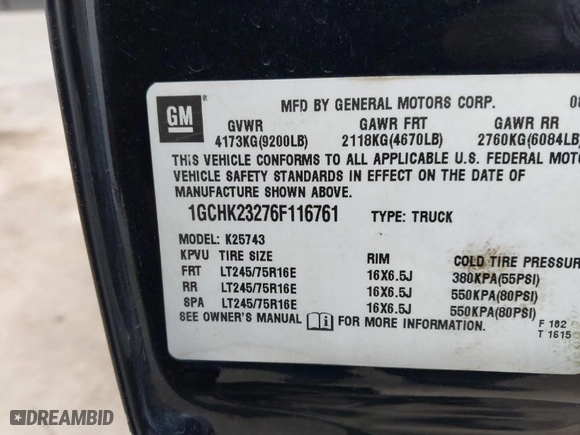 GM
MFD BY GENERAL MOTORS CORP. 08
GVWR GAWR FRT GAWR RR
4173KG(9200LB) 2118KG(4670LB) 2760KG(6084LB)
THIS VEHICLE CONFORMS TO ALL APPLICABLE U.S. FEDERAL MOTO
VEHICLE SAFETY STANDARDS IN EFFECT ON THE DATE OF
MANUFACTURE SHOWN ABOVE.
1GCHK23276F116761 TYPE: TRUCK
MODEL: K25743
KPVU TIRE SIZE RIM COLD TIRE PRESSUR
FRT LT245/75R16E 16X6.5J 380KPA(55PSI)
RR LT245/75R16E 16X6.5J 550KPA(80PSI)
SPA LT245/75R16E 16X6.5J 550KPA(80PSI)
SEE OWNER'S MANUAL FOR MORE INFORMATION.
F 182
T 1615
DREAMBID